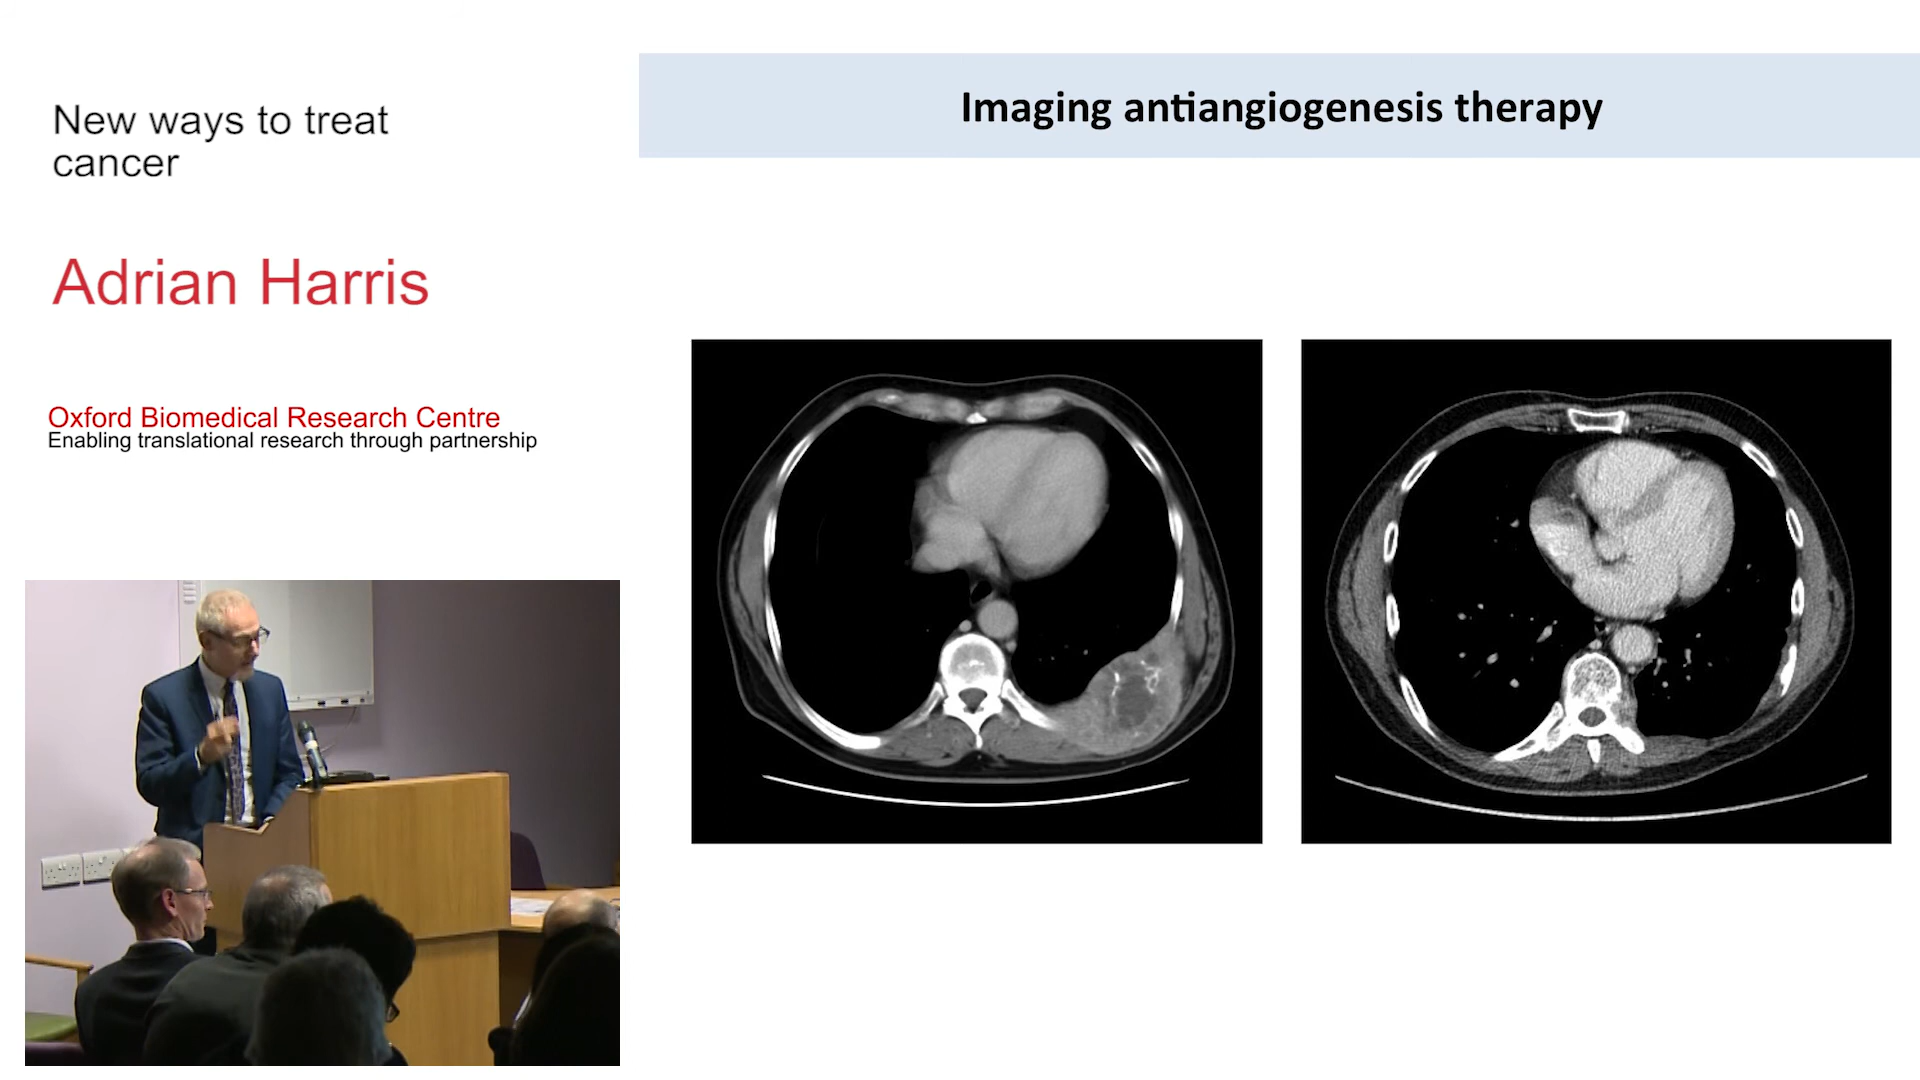 New ways to treat
cancer
Adrian Harris
Oxford Biomedical Research Centre
Enabling translational research through partnership
Imaging antiangiogenesis therapy